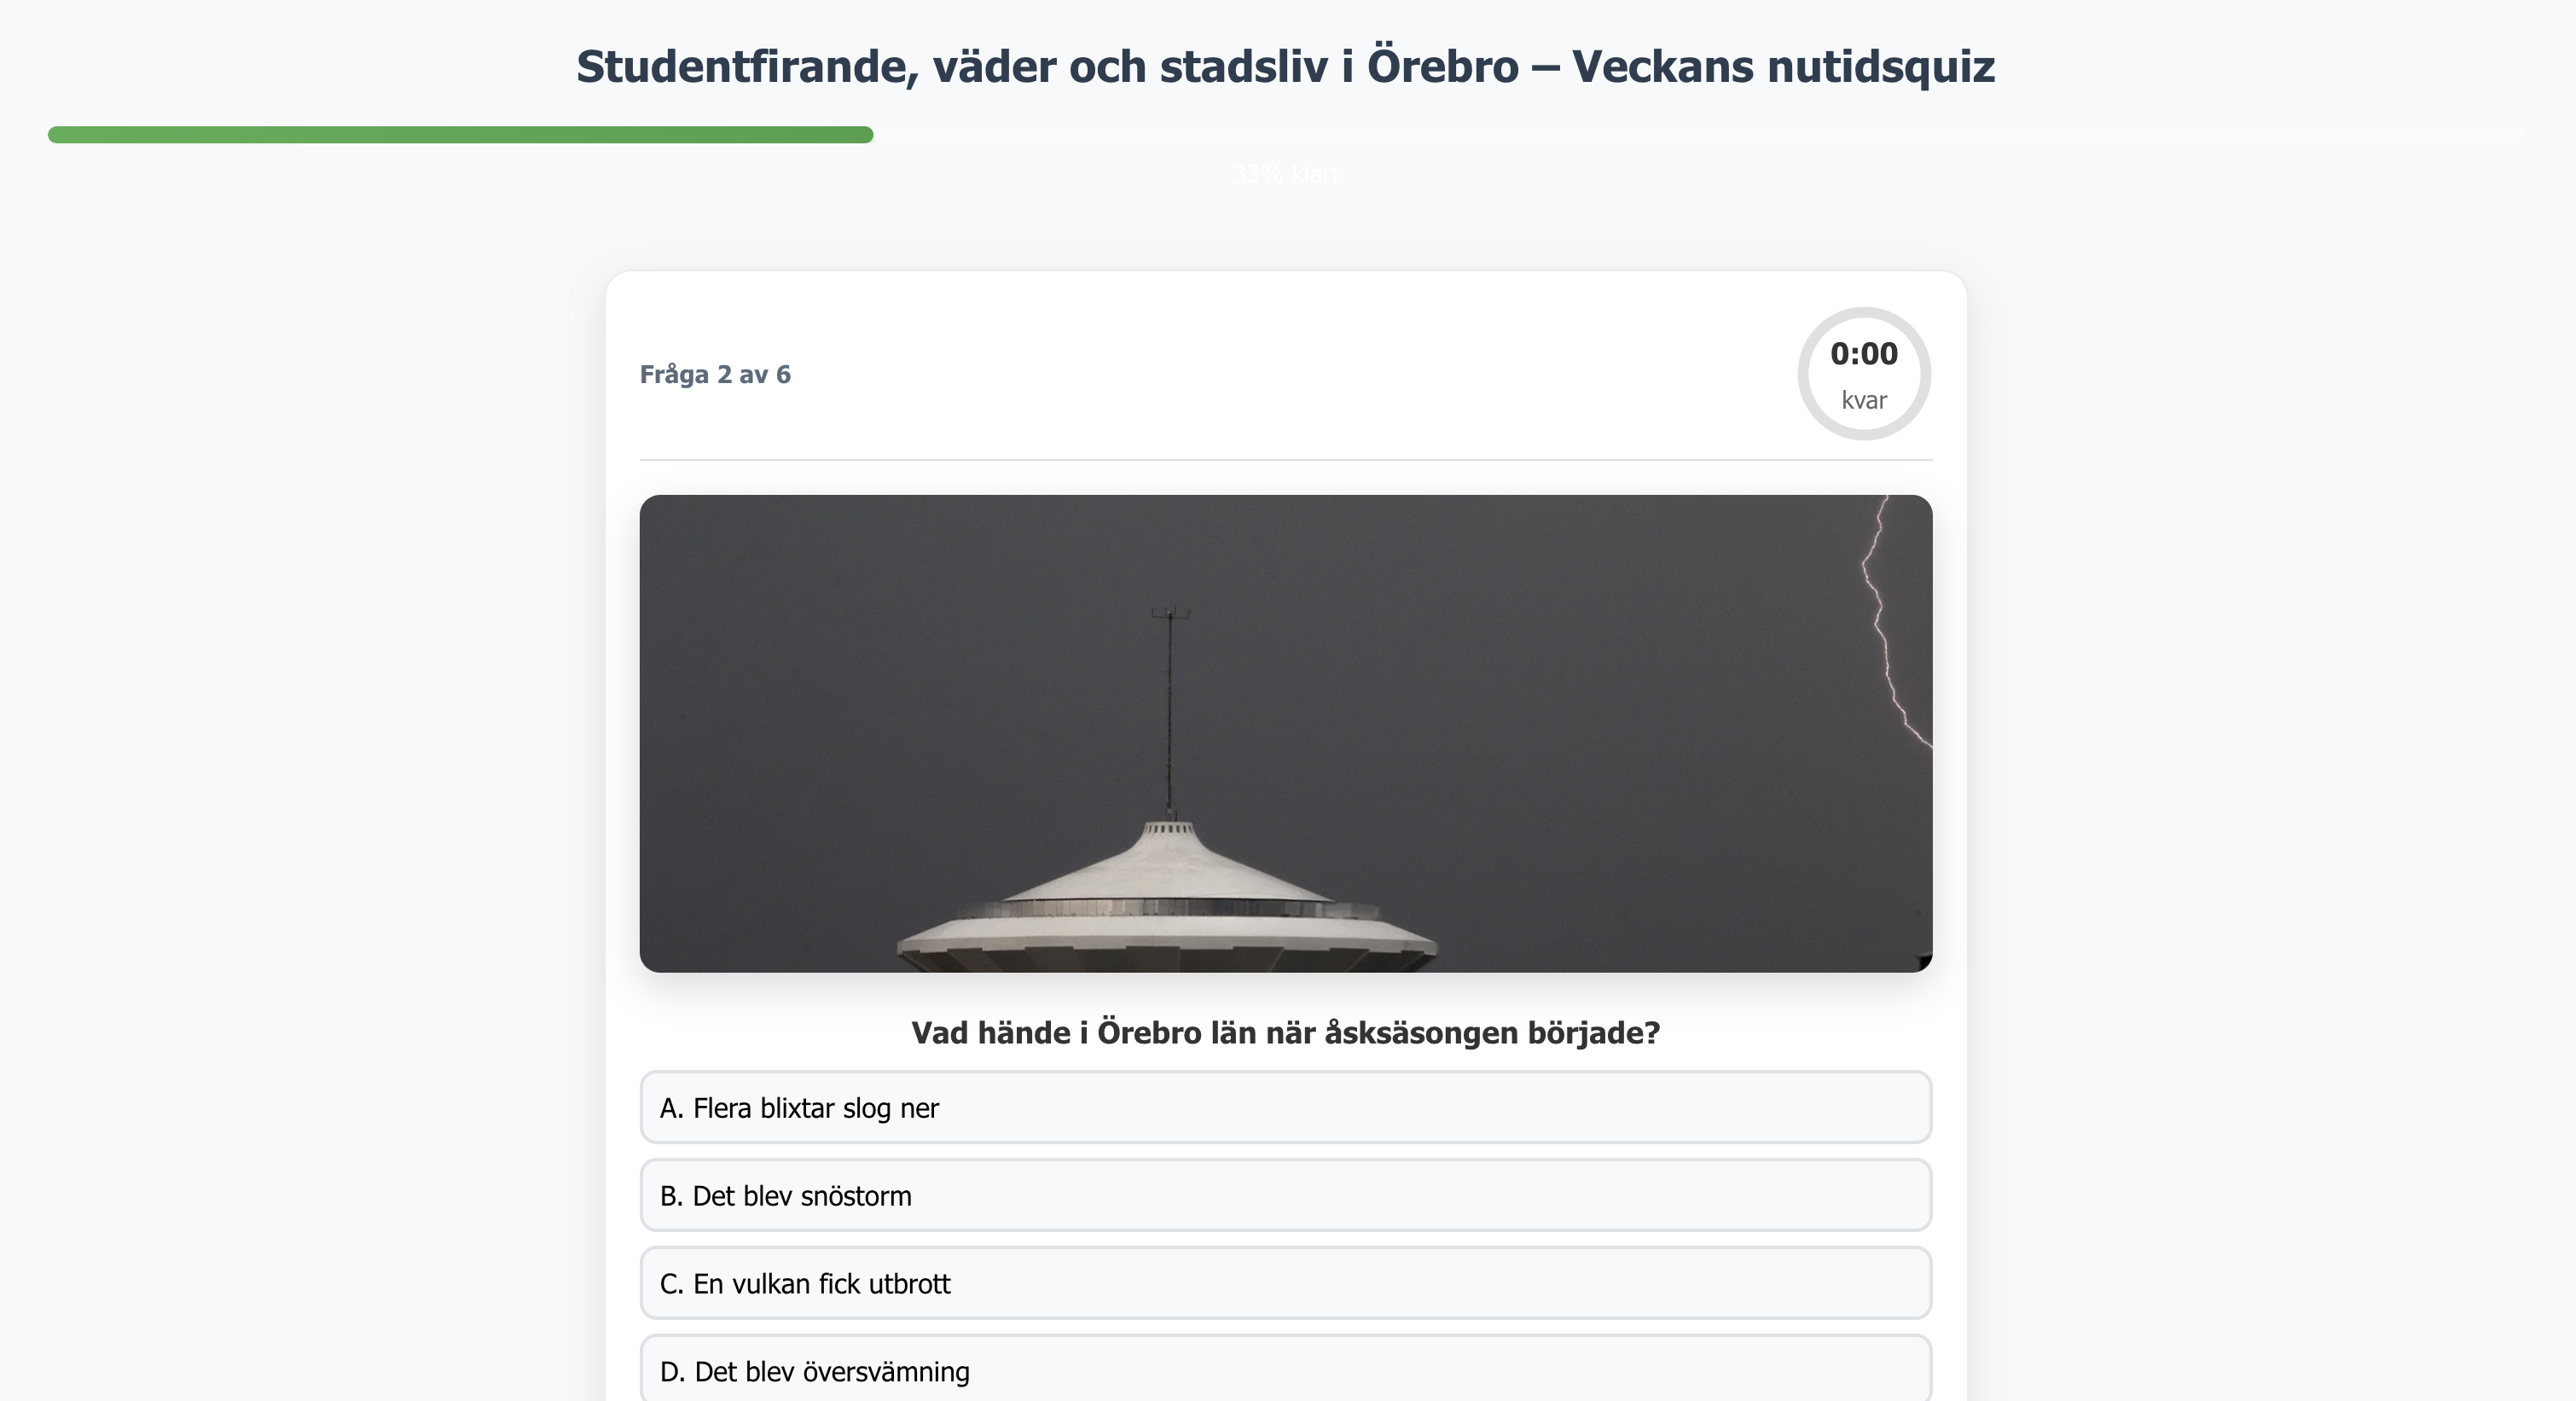 Studentfirande, väder och stadsliv i Örebro – Veckans nutidsquiz
33% klart
Fråga 2 av 6
0:00
kvar
Vad hände i Örebro län när åsksäsongen började?
A. Flera blixtar slog ner
B. Det blev snöstorm
C. En vulkan fick utbrott
D. Det blev översvämning